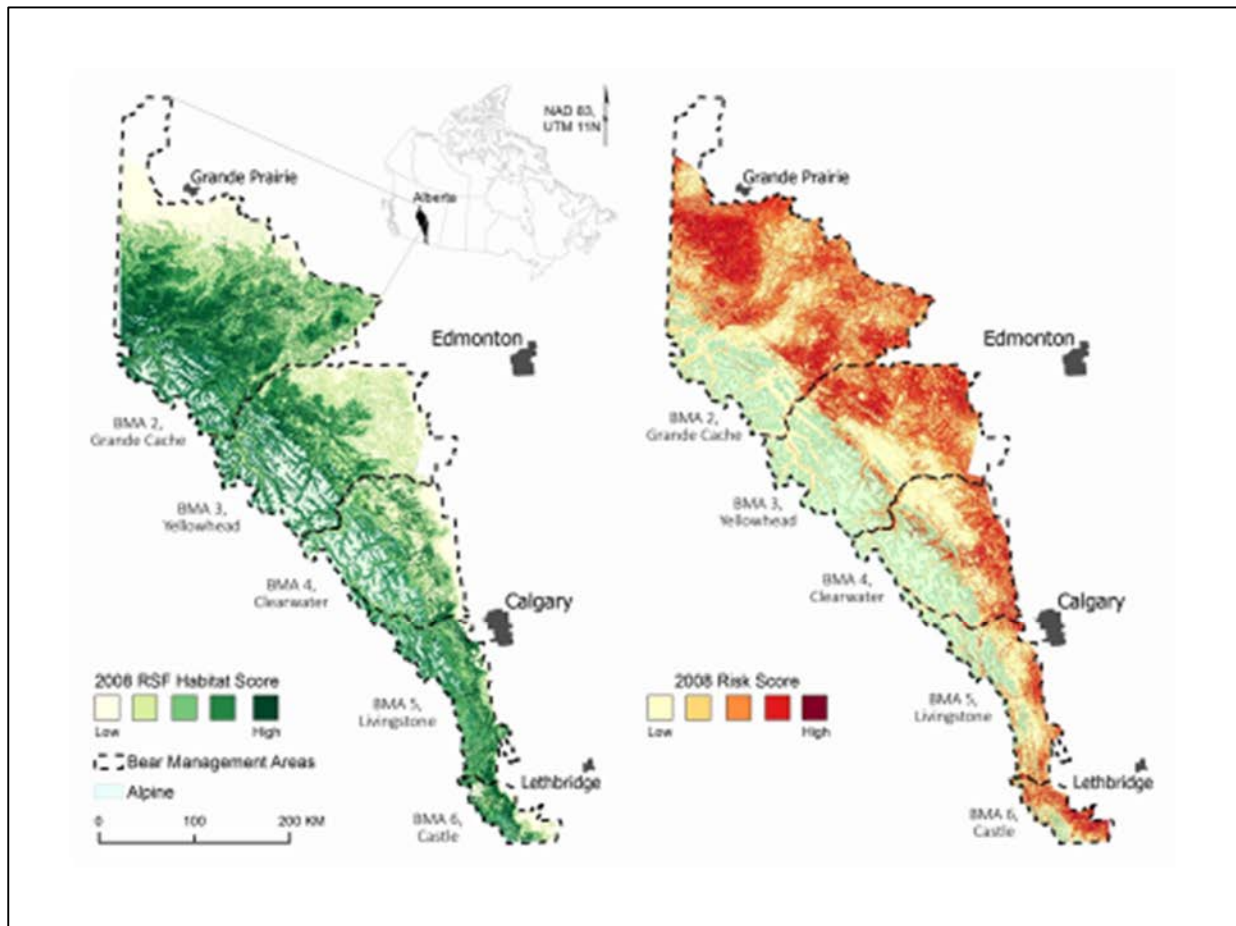 NAD 83,
UTM 11N
Grande Prairie
Alberta
Edmonton
BMA 2,
Grande Cache
BMA 3,
Yellowhead
BMA 4,
Clearwater
Calgary
2008 RSF Habitat Score
Low
High
BMA 5,
Livingstone
Bear Management Areas
Alpine
Lethbridge
0
100
200 KM
BMA 6,
Castle
Grande Prairie
Edmonton
BMA 2,
Grande Cache
BMA 3,
Yellowhead
BMA 4,
Clearwater
Calgary
2008 Risk Score
Low
High
BMA 5,
Livingstone
Lethbridge
BMA 6,
Castle